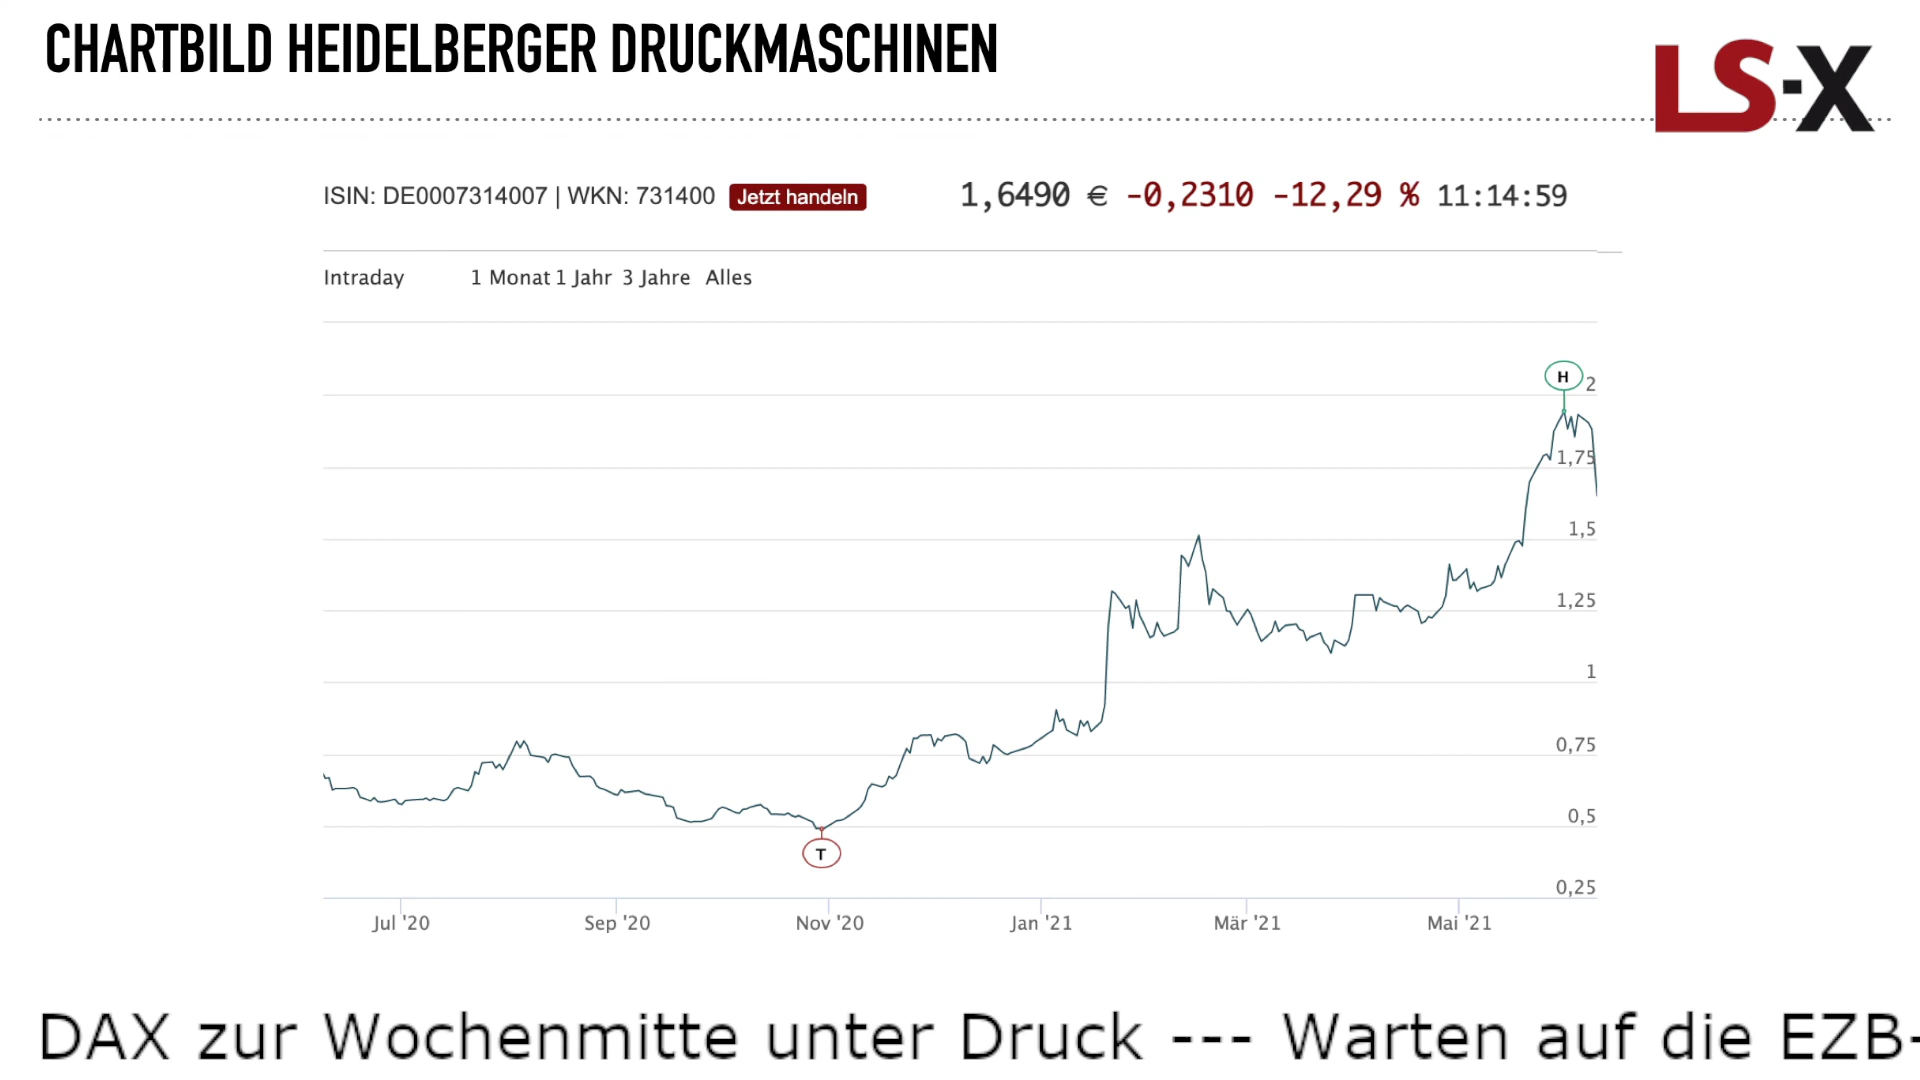 CHARTBILD HEIDELBERGER DRUCKMASCHINEN
LS-X
ISIN: DE0007314007 | WKN: 731400 Jetzt handeln 1,6490 € -0,2310 -12,29 % 11:14:59
Intraday 1 Monat 1 Jahr 3 Jahre Alles
H
2
1,75
1,5
1,25
1
0,75
0,5
T
0,25
Jul '20 Sep '20 Nov '20 Jan '21 Mär '21 Mai '21
DAX zur Wochenmitte unter Druck --- Warten auf die EZB-